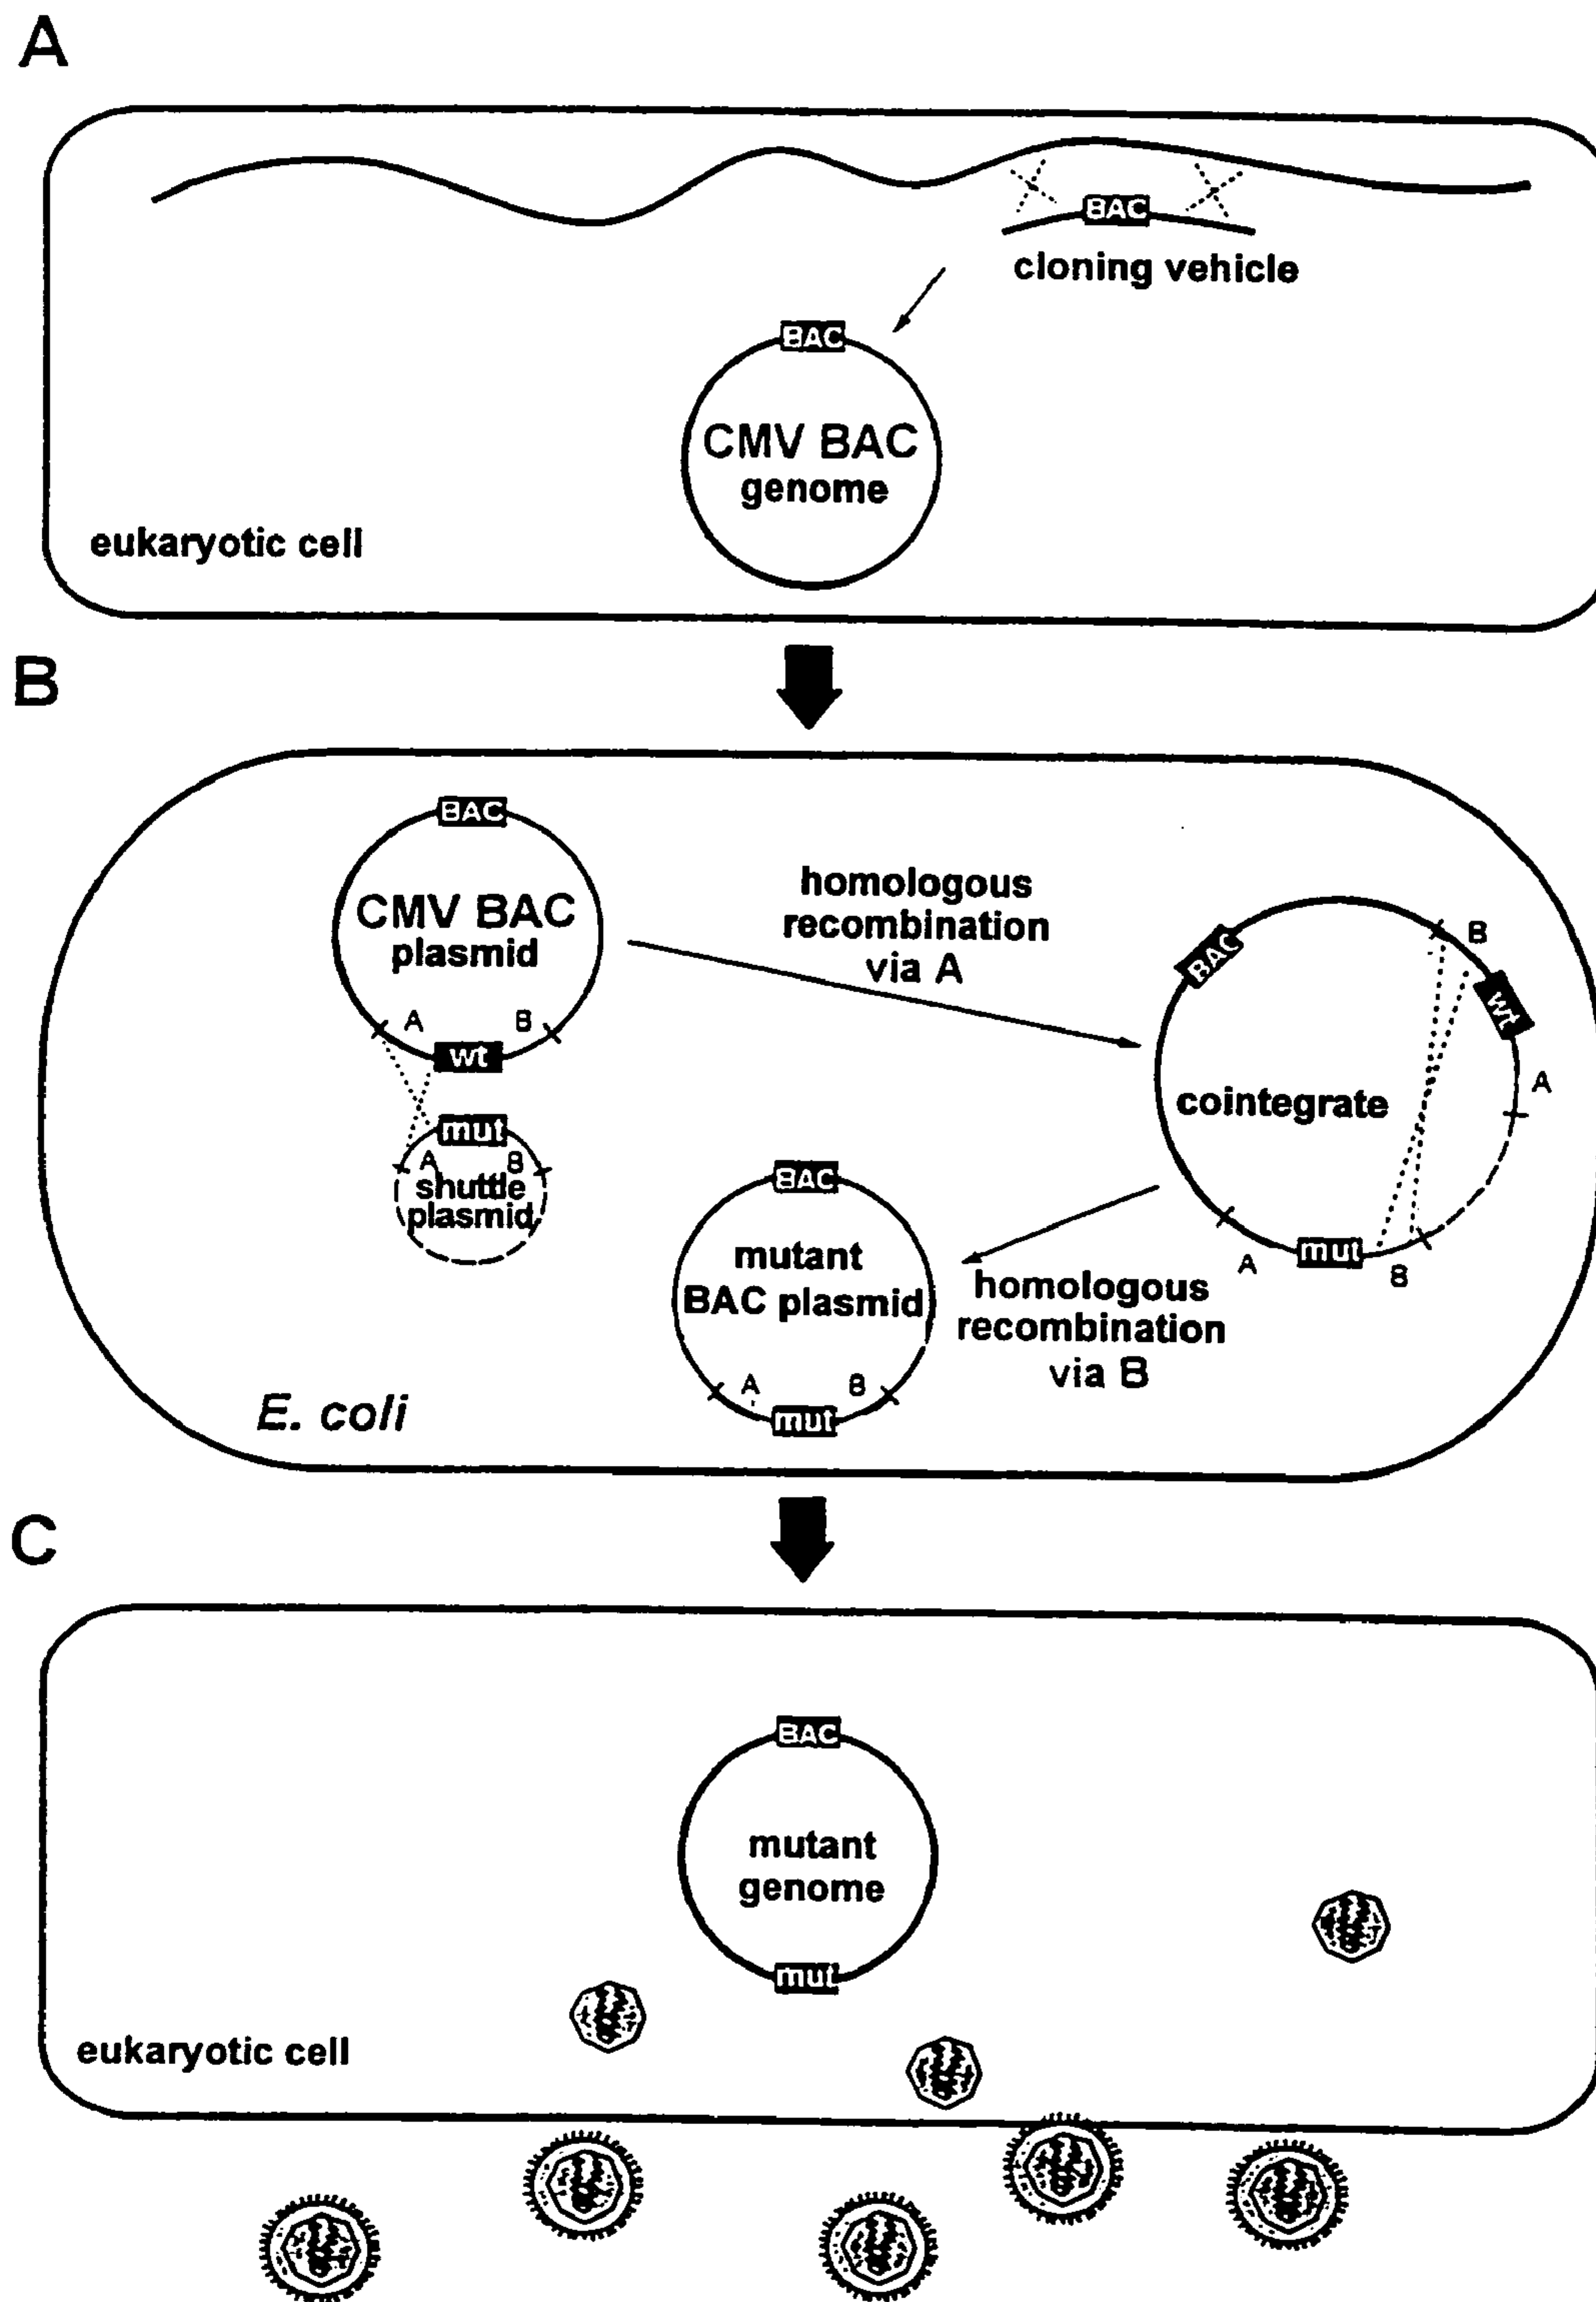 A
BAC
cloning vehicle
BAC
CMV BAC
genome
eukaryotic cell
B
BAC
CMV BAC
plasmid
A B
wt
mut
A B
shuttle
plasmid
homologous
recombination
via A
BAC
B
wt
A
cointegrate
A
mut
B
homologous
recombination
via B
BAC
mutant
BAC plasmid
A B
mut
E. coli
C
BAC
mutant
genome
mut
eukaryotic cell